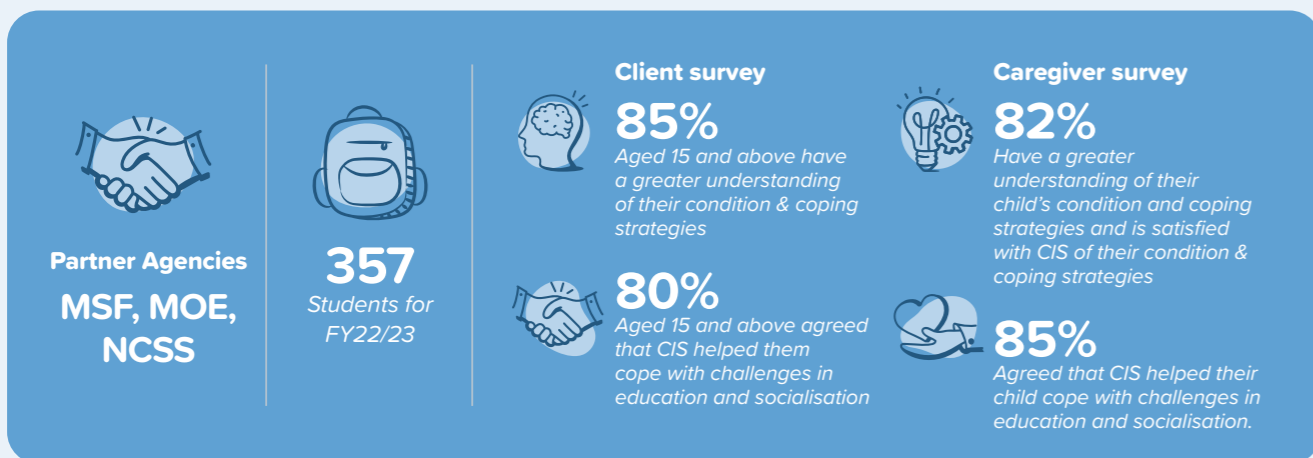 Partner Agencies
MSF, MOE,
NCSS
357
Students for
FY22/23
Client survey
85%
Aged 15 and above have
a greater understanding
of their condition & coping
strategies
80%
Aged 15 and above agreed
that CIS helped them
cope with challenges in
education and socialisation
Caregiver survey
82%
Have a greater
understanding of their
child’s condition and coping
strategies and is satisfied
with CIS of their condition &
coping strategies
85%
Agreed that CIS helped their
child cope with challenges in
education and socialisation.